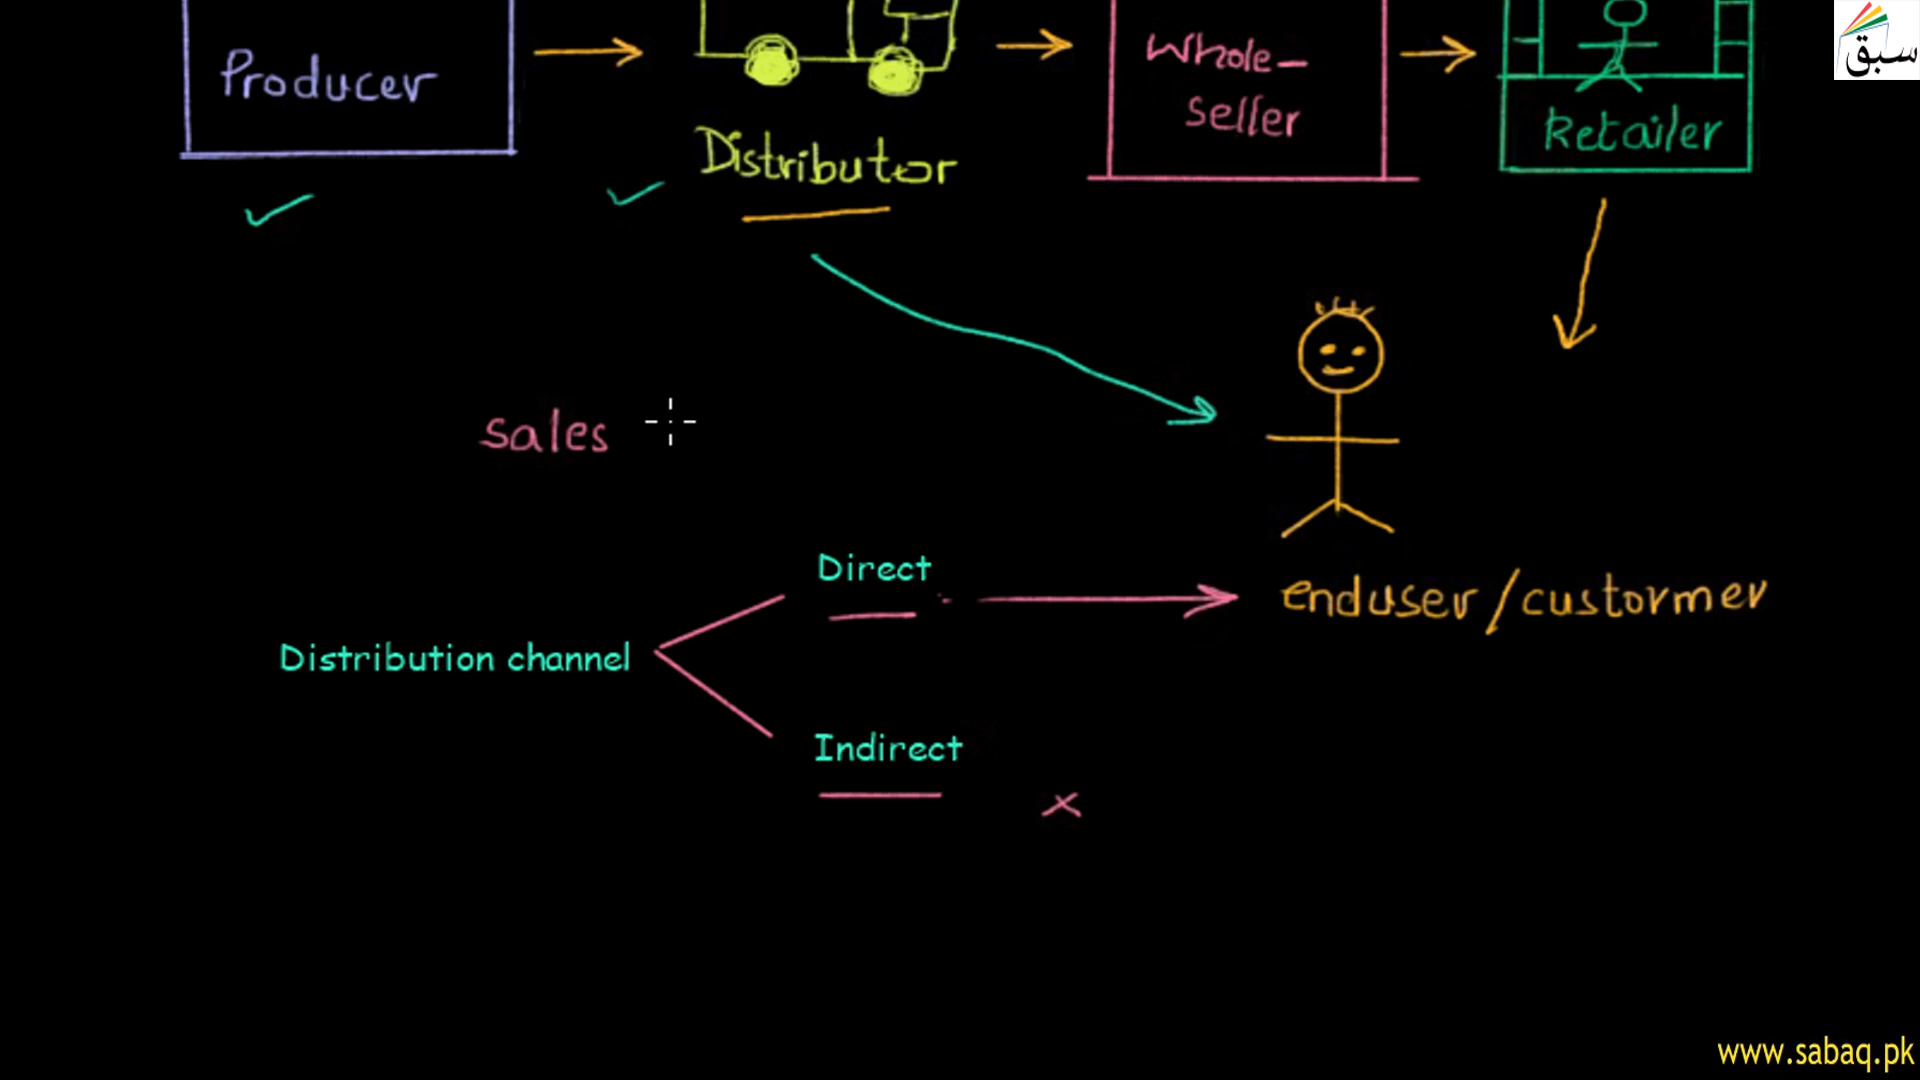 سبق
Producer
Distributor
Whole-
seller
Retailer
sales
Direct
enduser/custormer
Distribution channel
Indirect
x
www.sabaq.pk